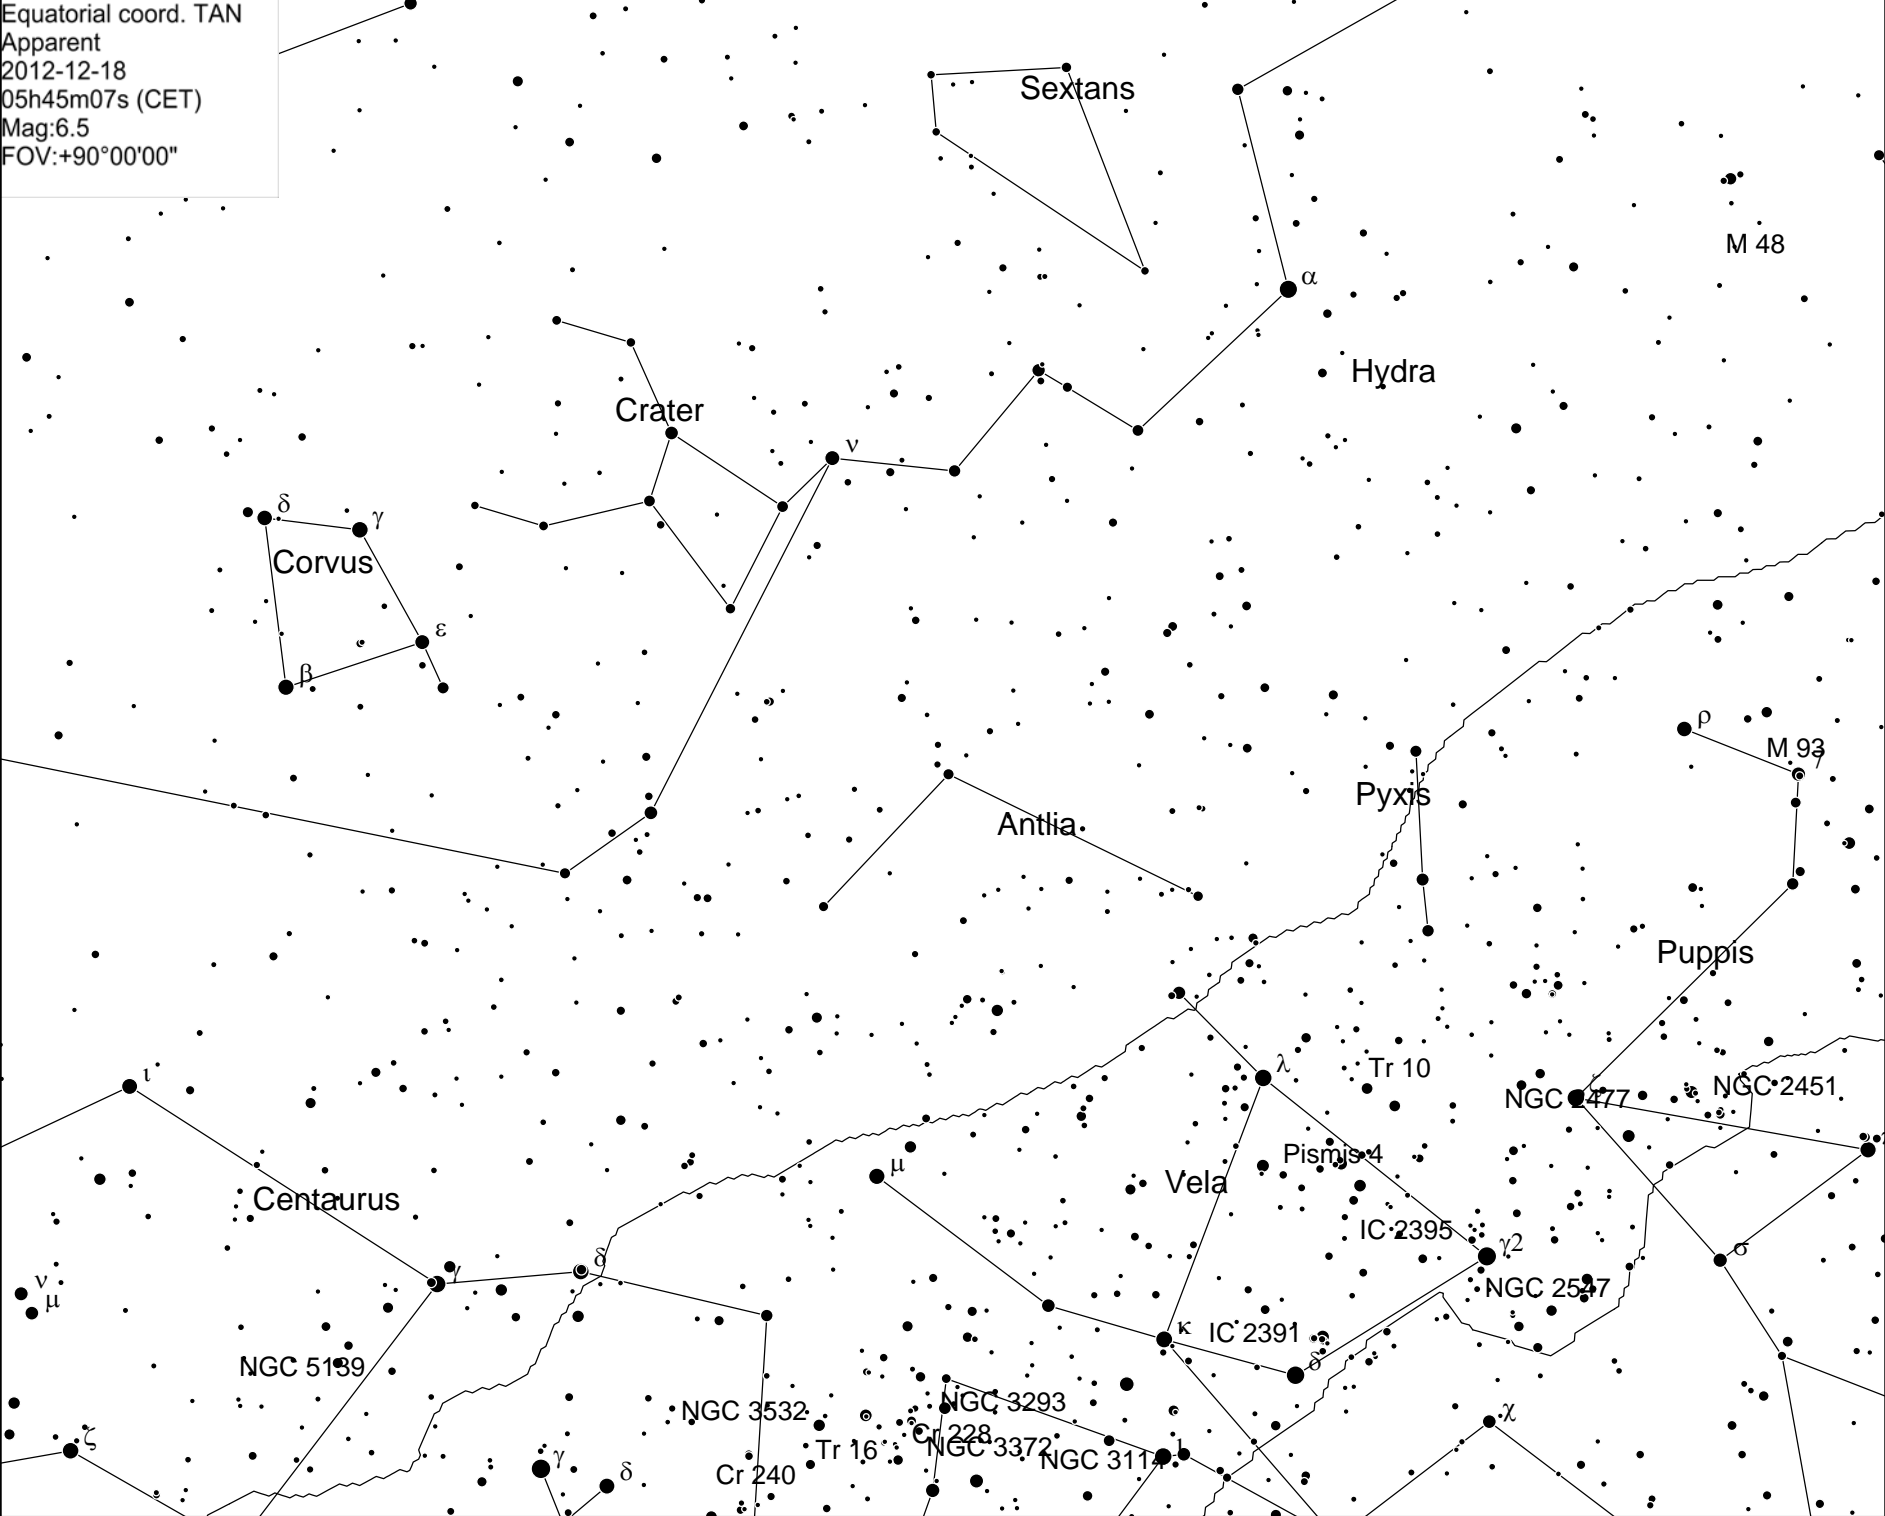 Equatorial coord. TAN
Apparent
2012-12-18
05h45m07s (CET)
Mag:6.5
FOV:+90°00'00"
Sextans
M 48
α
Hydra
Crater
ν
δ
γ
Corvus
ε
β
ρ
M 93
Pyxis
Antlia
Puppis
λ
Tr 10
ι
NGC 2477
NGC 2451
μ
Pismis 4
Vela
Centaurus
IC 2395
γ2
σ
δ
γ
ν
μ
NGC 2547
κ
IC 2391
δ
NGC 5139
NGC 3293
NGC 3532
χ
Cr 228
ζ
Tr 16
NGC 3372
NGC 3114
ι
γ
δ
Cr 240